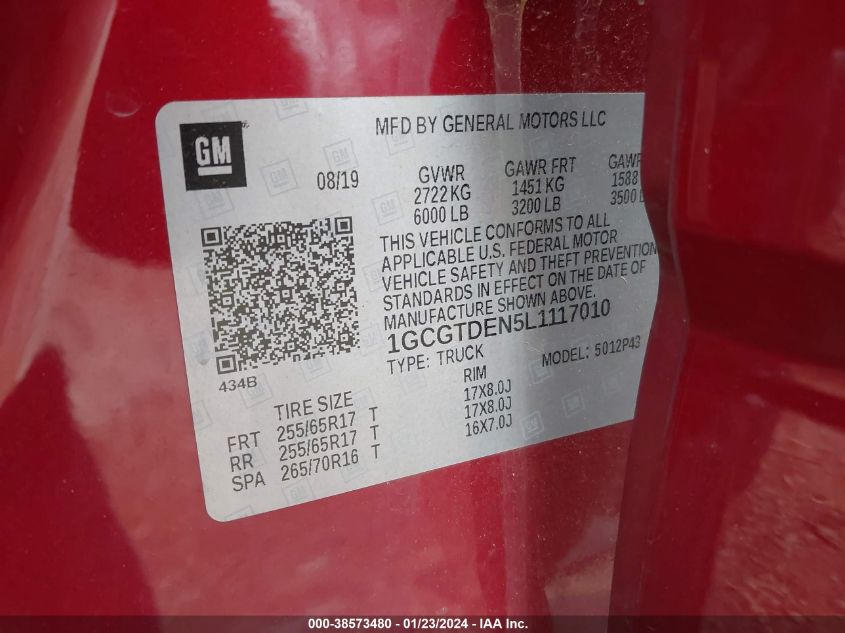 GM
MFD BY GENERAL MOTORS LLC
08/19
GVWR GAWR FRT GAWR
2722 KG 1451 KG 1588
6000 LB 3200 LB 3500 L
THIS VEHICLE CONFORMS TO ALL
APPLICABLE U.S. FEDERAL MOTOR
VEHICLE SAFETY AND THEFT PREVENTION
STANDARDS IN EFFECT ON THE DATE OF
MANUFACTURE SHOWN ABOVE.
1GCGTDEN5L1117010
TYPE: TRUCK MODEL: 5012P43
434B
TIRE SIZE RIM
FRT 255/65R17 T 17X8.0J
RR 255/65R17 T 17X8.0J
SPA 265/70R16 T 16X7.0J
000-38573480 - 01/23/2024 - IAA, Inc.